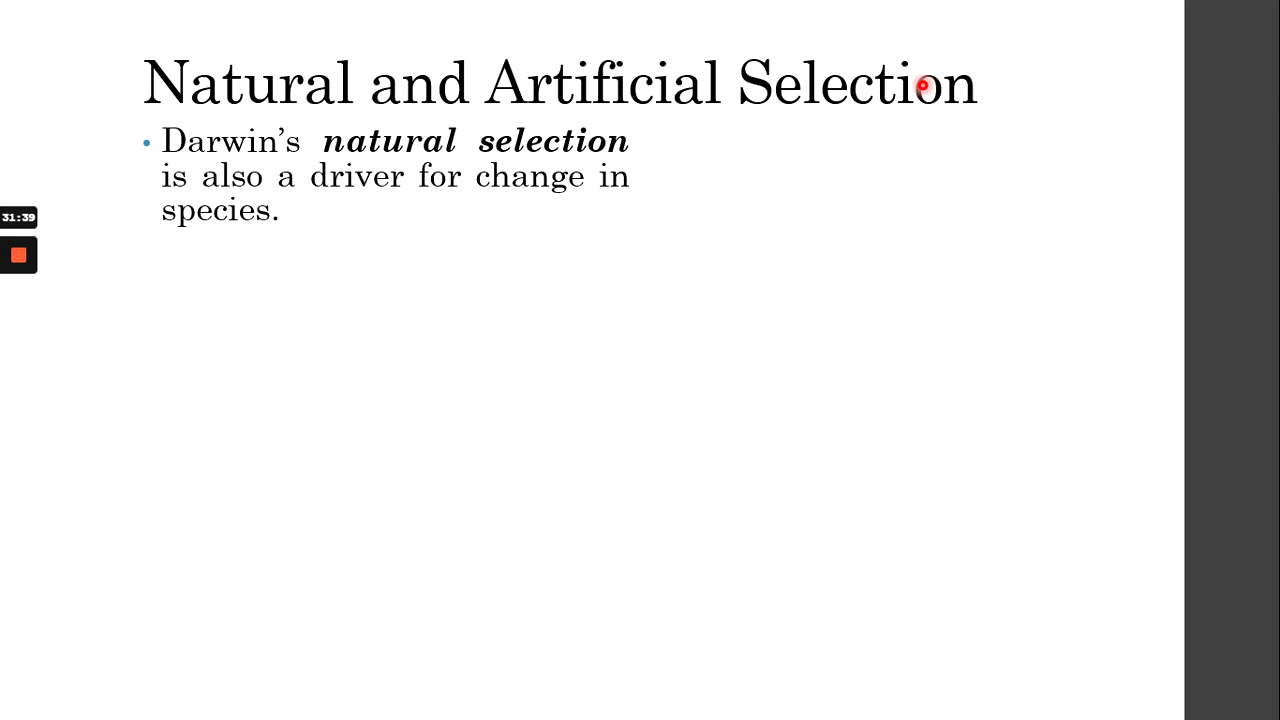 Natural and Artificial Selection
• Darwin’s natural selection
is also a driver for change in
species.
31:39